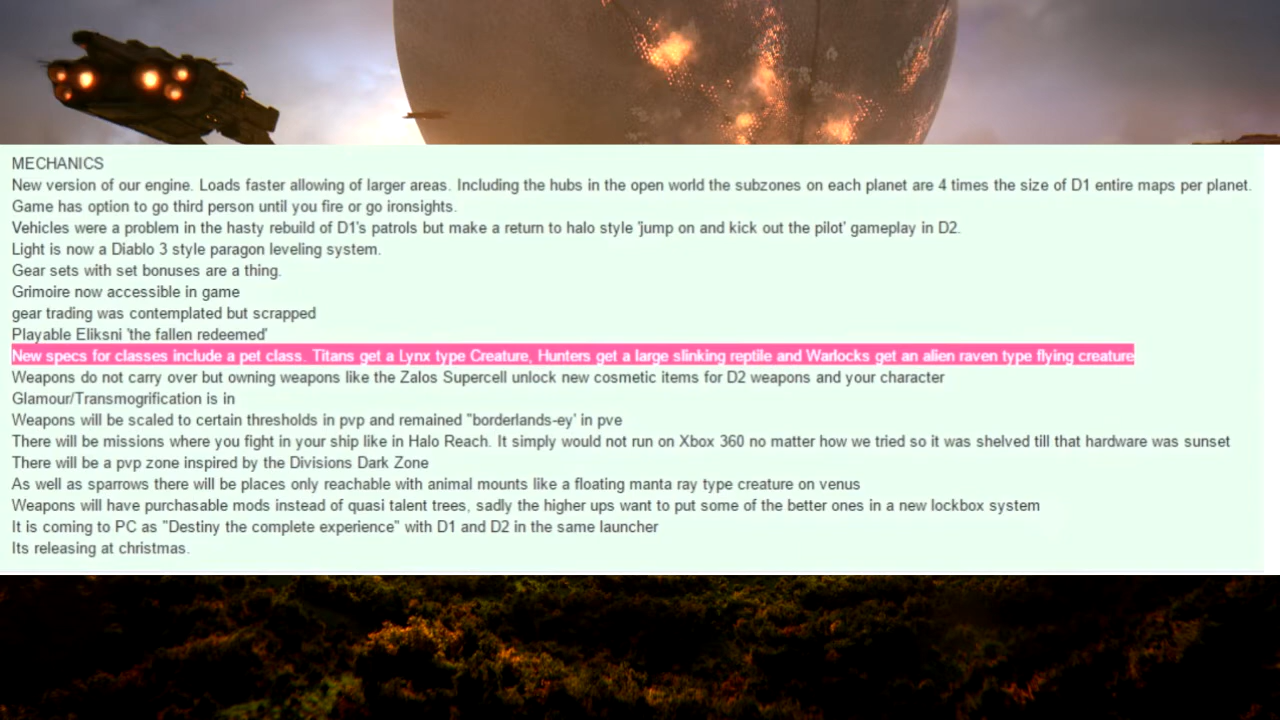 MECHANICS
New version of our engine. Loads faster allowing of larger areas. Including the hubs in the open world the subzones on each planet are 4 times the size of D1 entire maps per planet.
Game has option to go third person until you fire or go ironsights.
Vehicles were a problem in the hasty rebuild of D1's patrols but make a return to halo style 'jump on and kick out the pilot' gameplay in D2.
Light is now a Diablo 3 style paragon leveling system.
Gear sets with set bonuses are a thing.
Grimoire now accessible in game
gear trading was contemplated but scrapped
Playable Eliksni 'the fallen redeemed'
New specs for classes include a pet class. Titans get a Lynx type Creature, Hunters get a large slinking reptile and Warlocks get an alien raven type flying creature
Weapons do not carry over but owning weapons like the Zalos Supercell unlock new cosmetic items for D2 weapons and your character
Glamour/Transmogrification is in
Weapons will be scaled to certain thresholds in pvp and remained "borderlands-ey' in pve
There will be missions where you fight in your ship like in Halo Reach. It simply would not run on Xbox 360 no matter how we tried so it was shelved till that hardware was sunset
There will be a pvp zone inspired by the Divisions Dark Zone
As well as sparrows there will be places only reachable with animal mounts like a floating manta ray type creature on venus
Weapons will have purchasable mods instead of quasi talent trees, sadly the higher ups want to put some of the better ones in a new lockbox system
It is coming to PC as "Destiny the complete experience" with D1 and D2 in the same launcher
Its releasing at christmas.